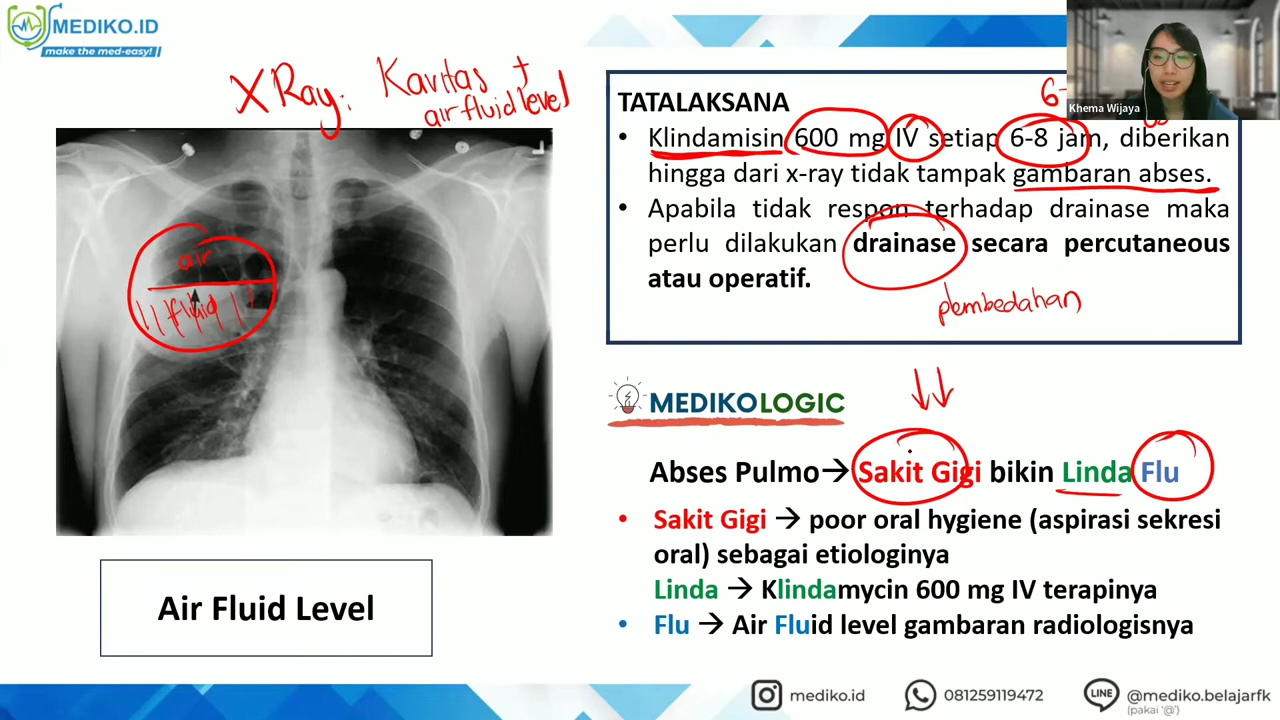 MEDIKO.ID
make the med-easy!
X Ray: Kavitas +
air fluid level
air
fluid
Air Fluid Level
Khema Wijaya
6-
TATALAKSANA
• Klindamisin 600 mg IV setiap 6-8 jam, diberikan
hingga dari x-ray tidak tampak gambaran abses.
• Apabila tidak respon terhadap drainase maka
perlu dilakukan drainase secara percutaneous
atau operatif.
pembedahan
MEDIKOLOGIC
Abses Pulmo→ Sakit Gigi bikin Linda Flu
• Sakit Gigi → poor oral hygiene (aspirasi sekresi
oral) sebagai etiologinya
Linda → Klindamycin 600 mg IV terapinya
• Flu → Air Fluid level gambaran radiologisnya
mediko.id
081259119472
LINE
@mediko.belajarfk
(pakai '@')